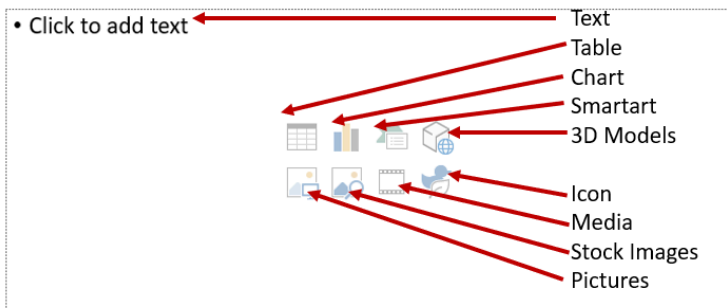 • Click to add text
Text
Table
Chart
Smartart
3D Models
Icon
Media
Stock Images
Pictures